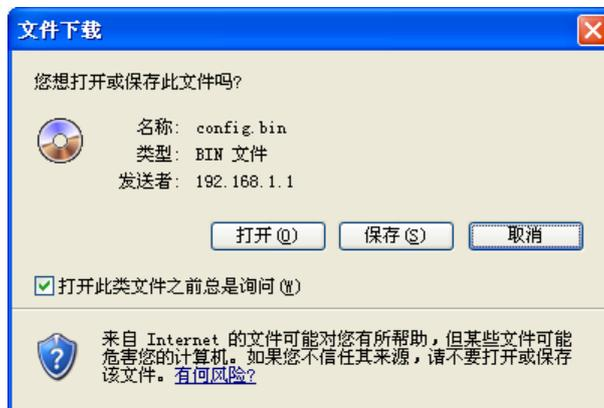 文件下载
您想打开或保存此文件吗?
名称: config.bin
类型: BIN 文件
发送者: 192.168.1.1
打开(O) 保存(S) 取消
打开此类文件之前总是询问(W)
来自 Internet 的文件可能对您有所帮助，但某些文件可能
危害您的计算机。如果您不信任其来源，请不要打开或保存
该文件。有何风险?